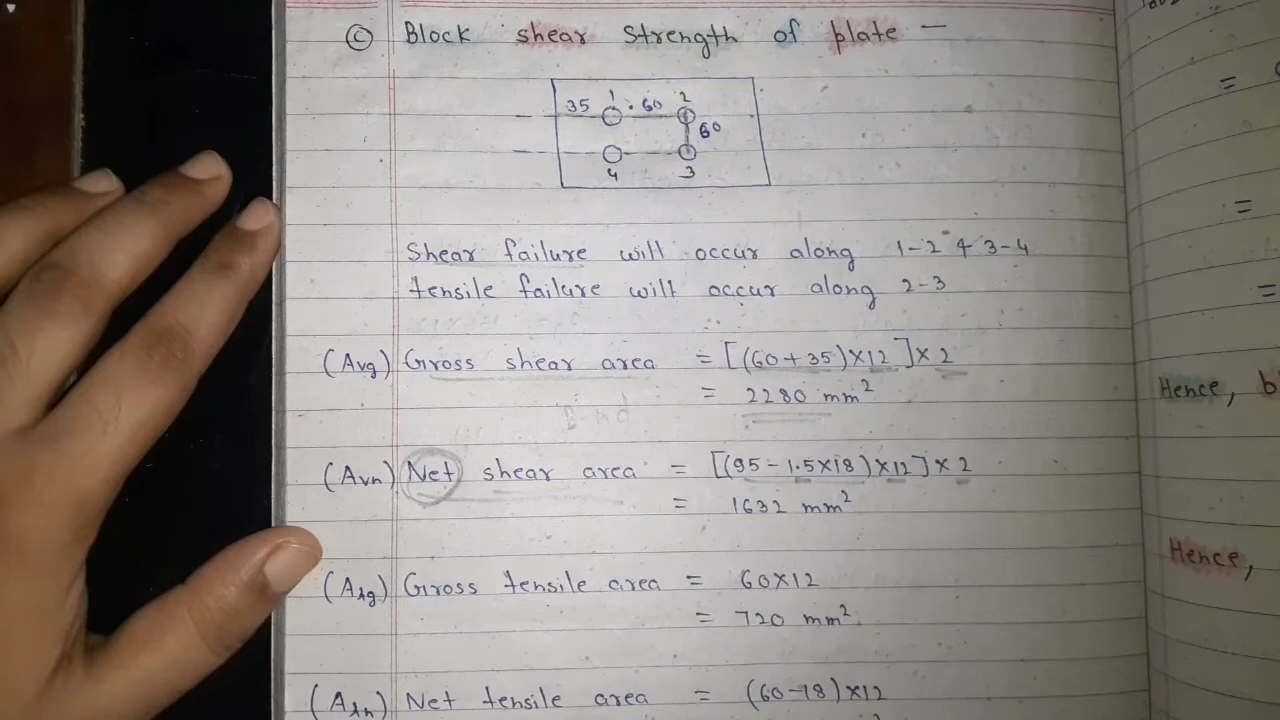 © Block shear strength of plate —
35 1 60 2
60
4 3
Shear failure will occur along 1-2 & 3-4
tensile failure will occur along 2-3
(Avg) Gross shear area = [(60+35)×12]×2
= 2280 mm²
(Avn) Net shear area = [(95-1.5×18)×12]×2
= 1632 mm²
(Atg) Gross tensile area = 60×12
= 720 mm²
(Atn) Net tensile area = (60-18)×12
=
=
=
Hence, b
Hence,